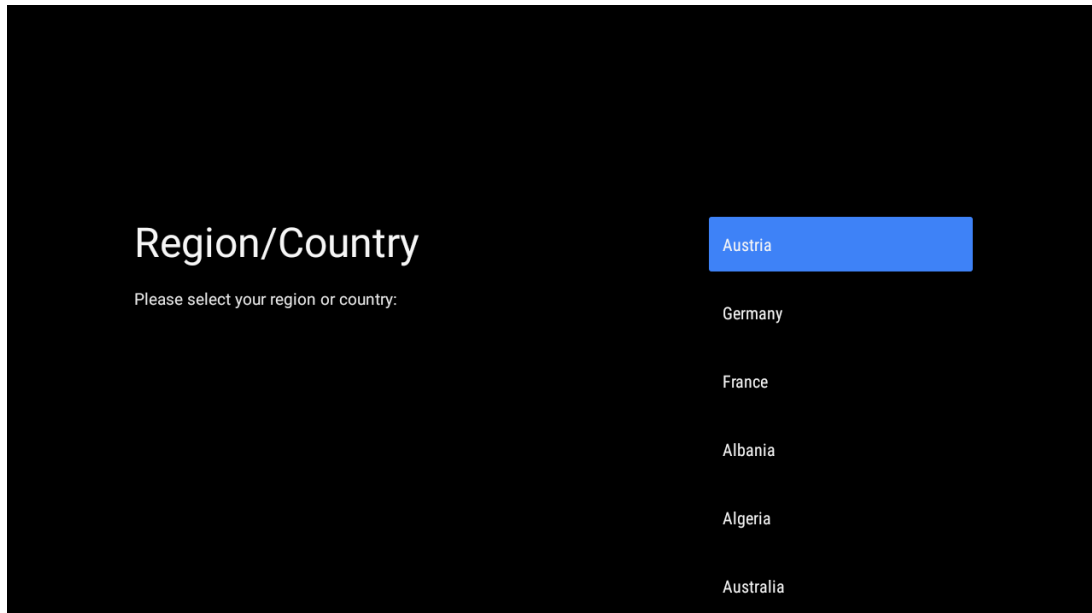 Region/Country
Please select your region or country:
Austria
Germany
France
Albania
Algeria
Australia